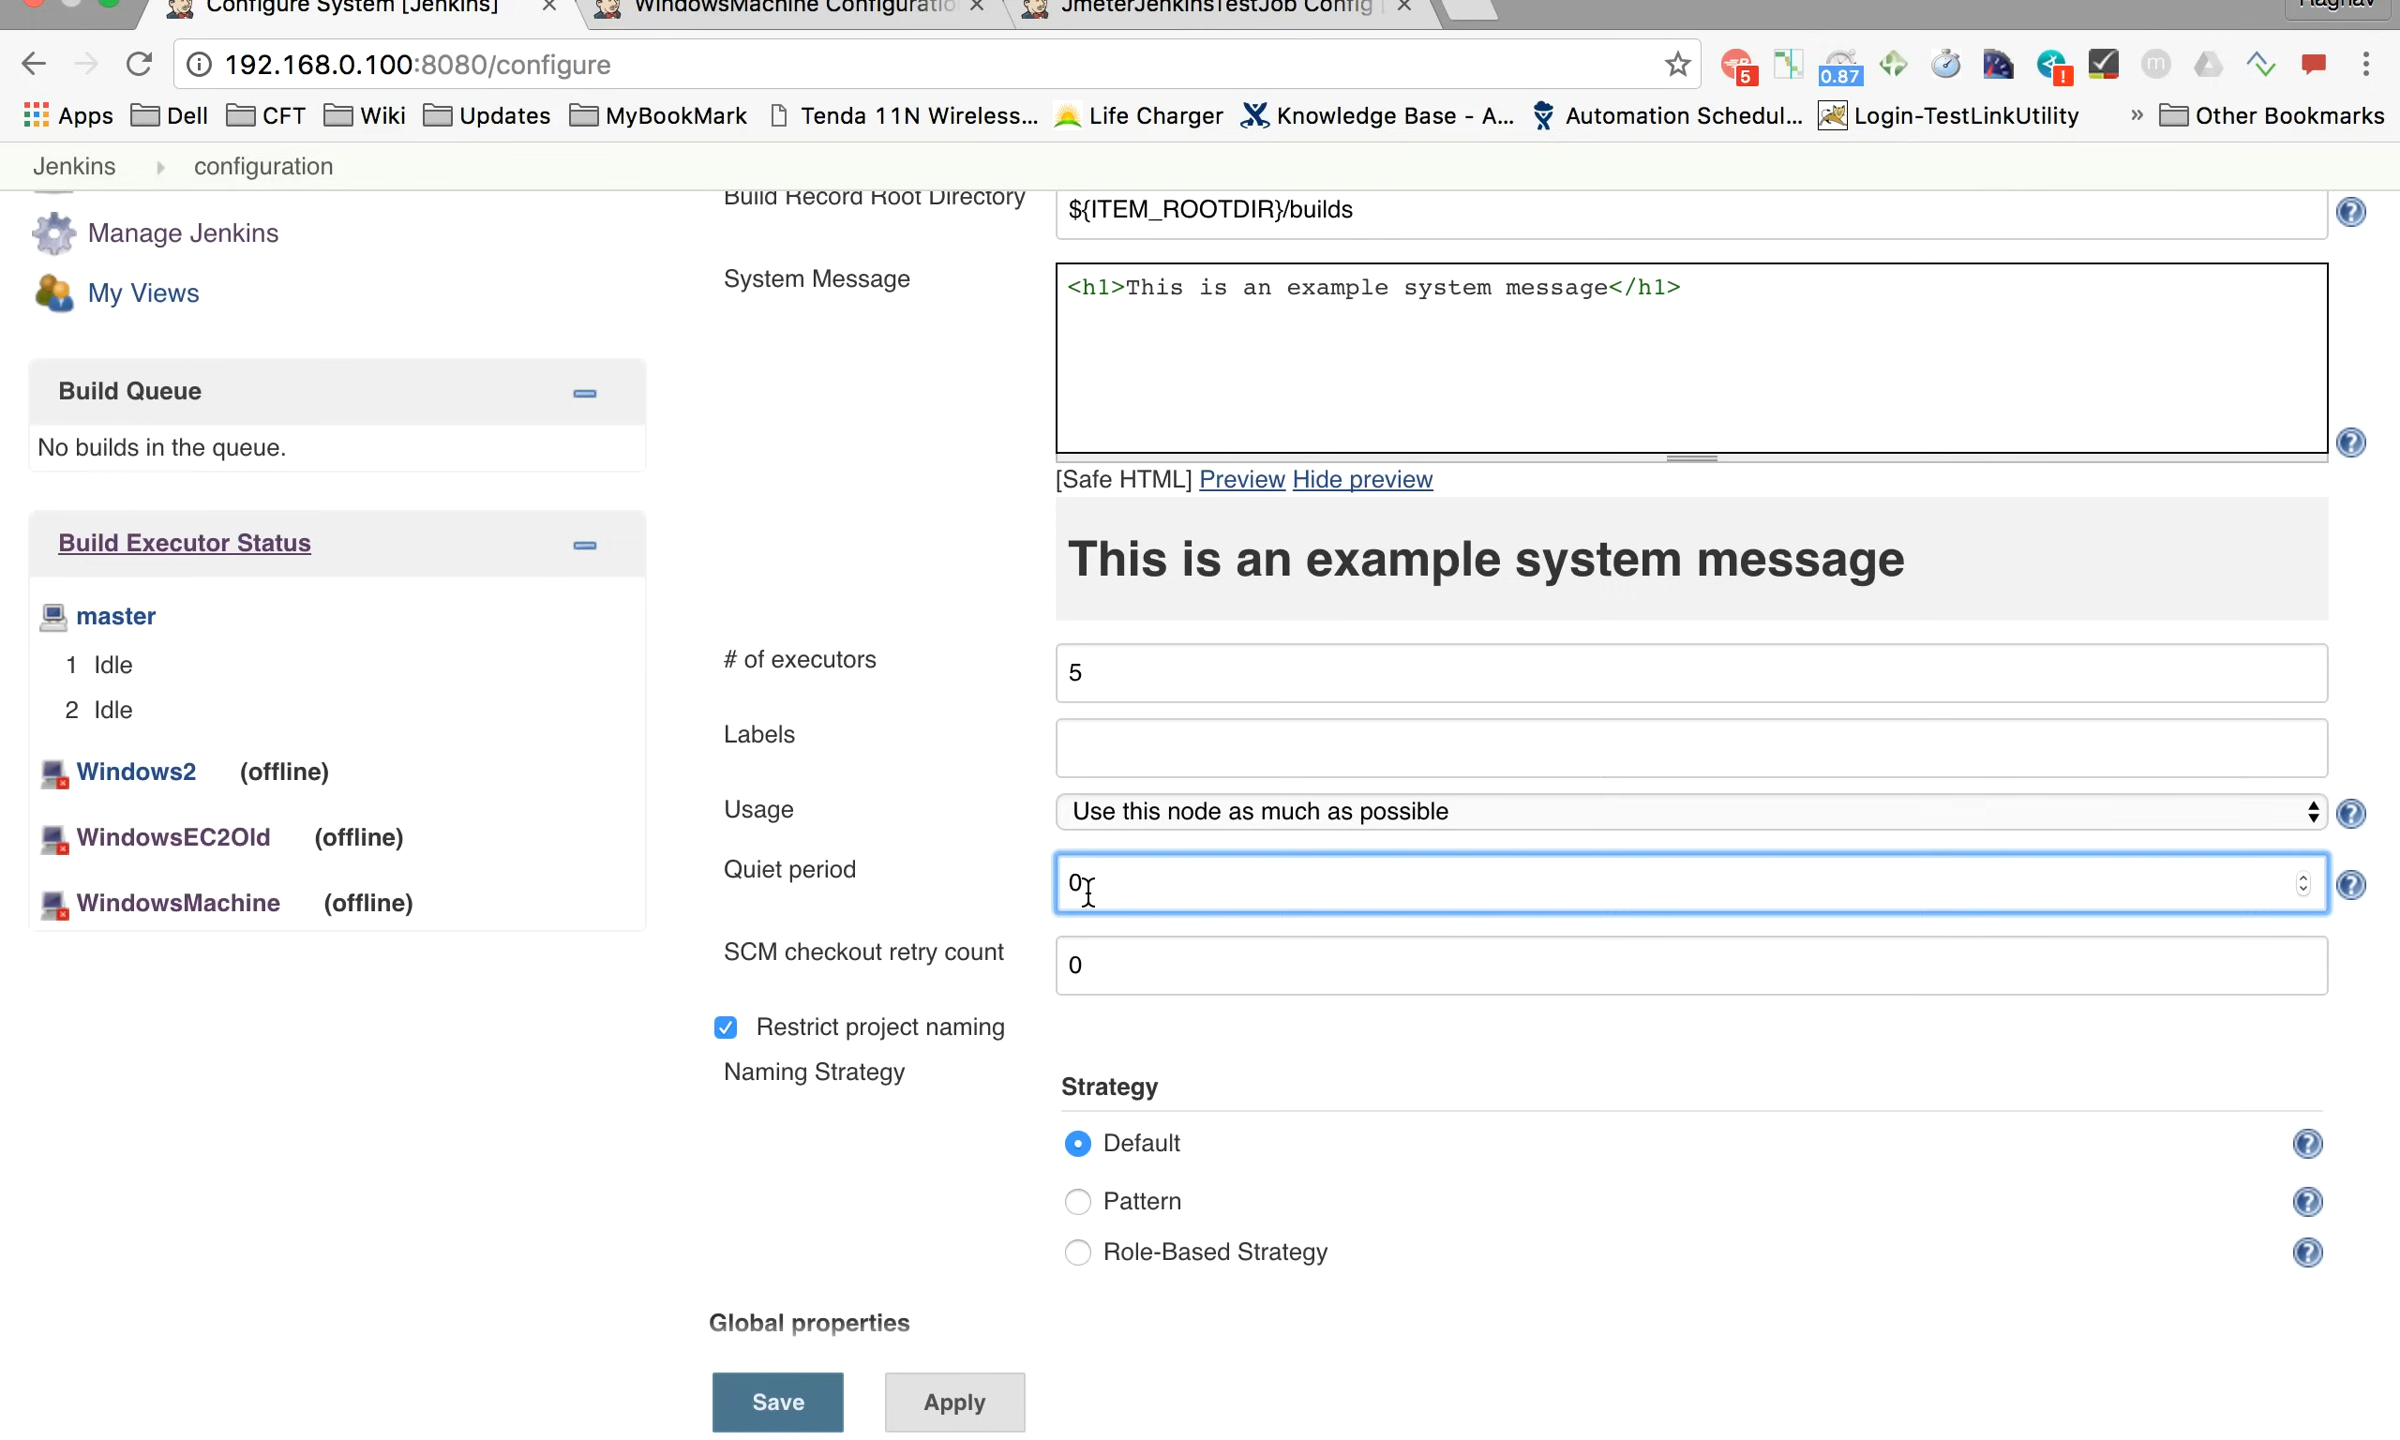 Configure System [Jenkins]
WindowsMachine Configuratio
JmeterJenkinsTestJob Config
Raghav
192.168.0.100:8080/configure
5
0.87
!
m
Apps Dell CFT Wiki Updates MyBookMark Tenda 11N Wireless... Life Charger Knowledge Base - A... Automation Schedul... Login-TestLinkUtility » Other Bookmarks
Jenkins configuration
Build Record Root Directory ${ITEM_ROOTDIR}/builds
Manage Jenkins
My Views
System Message <h1>This is an example system message</h1>
[Safe HTML] Preview Hide preview
This is an example system message
Build Queue
No builds in the queue.
Build Executor Status
master
1 Idle
2 Idle
Windows2 (offline)
WindowsEC2Old (offline)
WindowsMachine (offline)
# of executors 5
Labels
Usage Use this node as much as possible
Quiet period 0
SCM checkout retry count 0
Restrict project naming
Naming Strategy
Strategy
Default
Pattern
Role-Based Strategy
Global properties
Save Apply